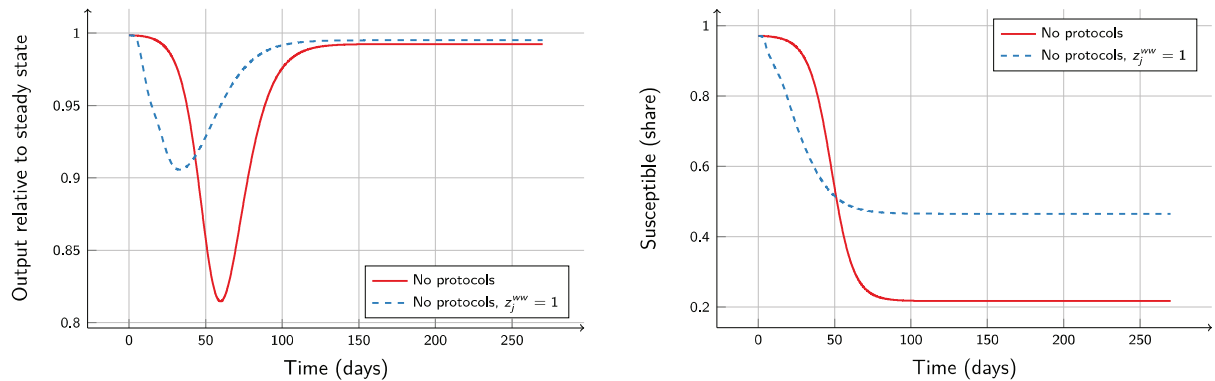 Output relative to steady state
1
0.95
0.9
0.85
0.8
0
50
100
150
200
250
Time (days)
No protocols
No protocols, $z_j^{ww} = 1$
Susceptible (share)
1
0.8
0.6
0.4
0.2
0
50
100
150
200
250
Time (days)
No protocols
No protocols, $z_j^{ww} = 1$